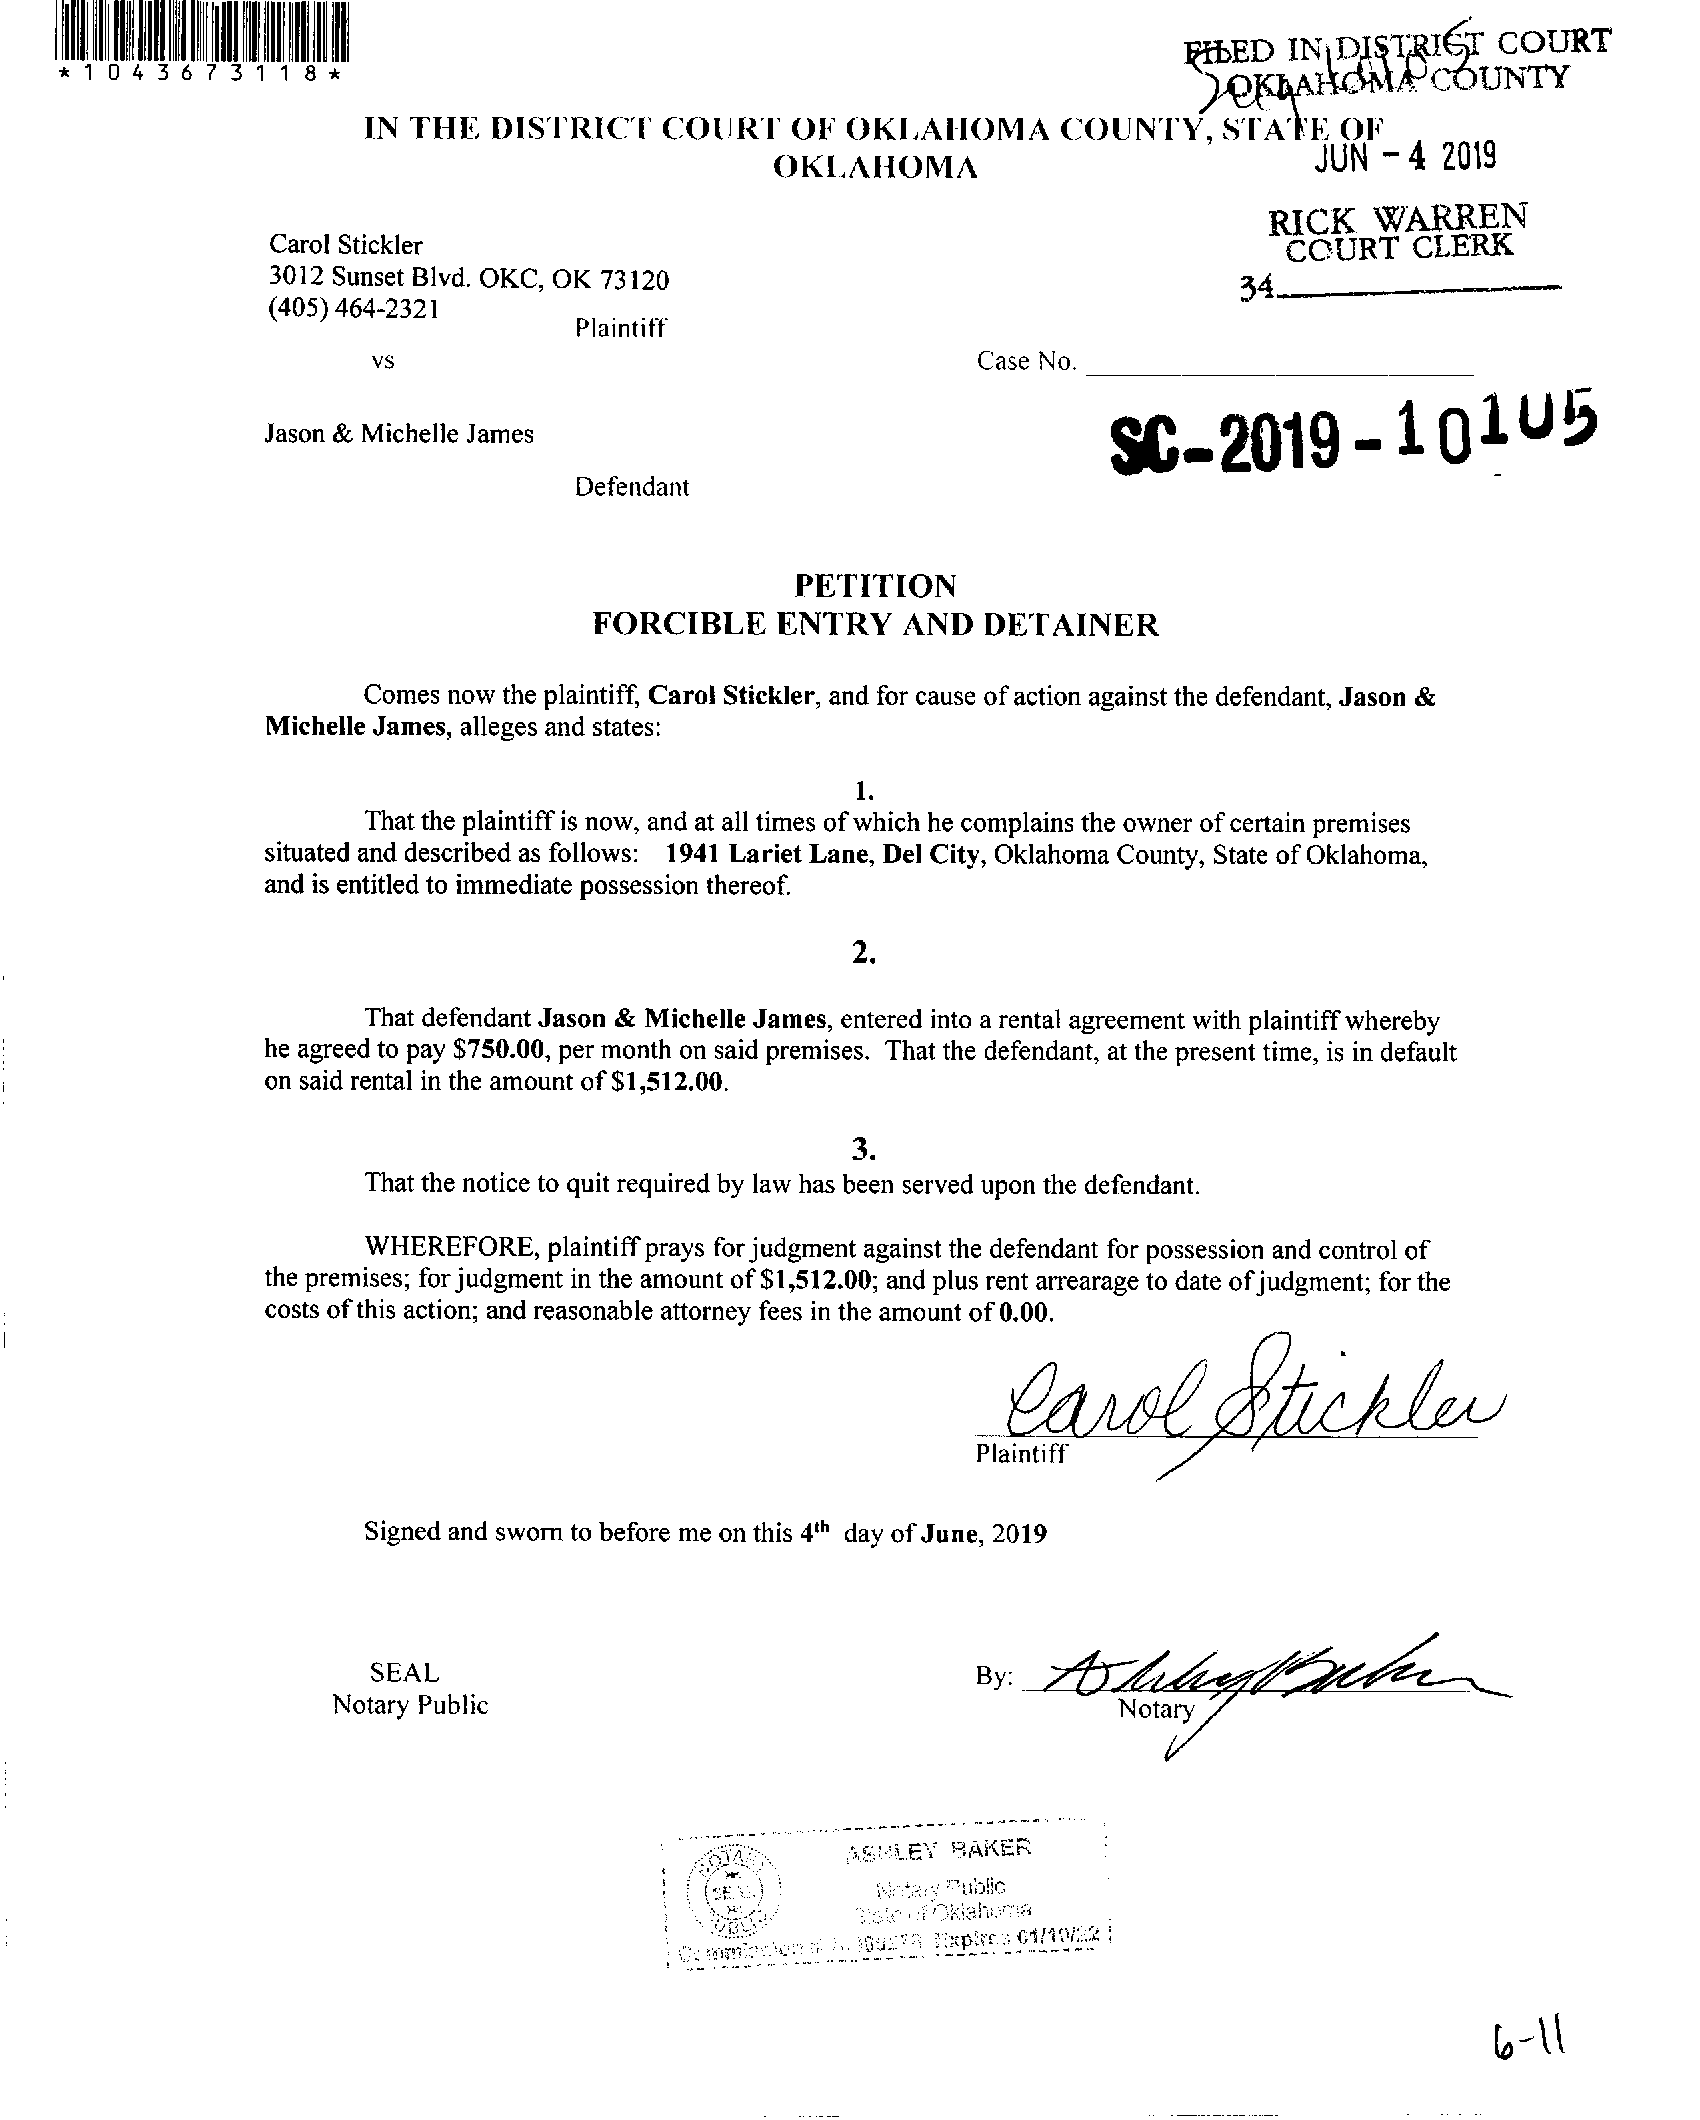 *1043673118*
FILED IN DISTRICT COURT
OKLAHOMA COUNTY
IN THE DISTRICT COURT OF OKLAHOMA COUNTY, STATE OF
OKLAHOMA
JUN - 4 2019
RICK WARREN
COURT CLERK
34
Carol Stickler
3012 Sunset Blvd. OKC, OK 73120
(405) 464-2321
Plaintiff
vs
Case No.
SC-2019-10105
Jason & Michelle James
Defendant
PETITION
FORCIBLE ENTRY AND DETAINER
Comes now the plaintiff, Carol Stickler, and for cause of action against the defendant, Jason &
Michelle James, alleges and states:
1.
That the plaintiff is now, and at all times of which he complains the owner of certain premises
situated and described as follows: 1941 Lariet Lane, Del City, Oklahoma County, State of Oklahoma,
and is entitled to immediate possession thereof.
2.
That defendant Jason & Michelle James, entered into a rental agreement with plaintiff whereby
he agreed to pay $750.00, per month on said premises. That the defendant, at the present time, is in default
on said rental in the amount of $1,512.00.
3.
That the notice to quit required by law has been served upon the defendant.
WHEREFORE, plaintiff prays for judgment against the defendant for possession and control of
the premises; for judgment in the amount of $1,512.00; and plus rent arrearage to date of judgment; for the
costs of this action; and reasonable attorney fees in the amount of 0.00.
Carol Stickler
Plaintiff
Signed and sworn to before me on this 4th day of June, 2019
SEAL
Notary Public
By: Ashley Baker
Notary
ASHLEY BAKER
Notary Public
State of Oklahoma
Commission # Expires 01/10/22
6-11